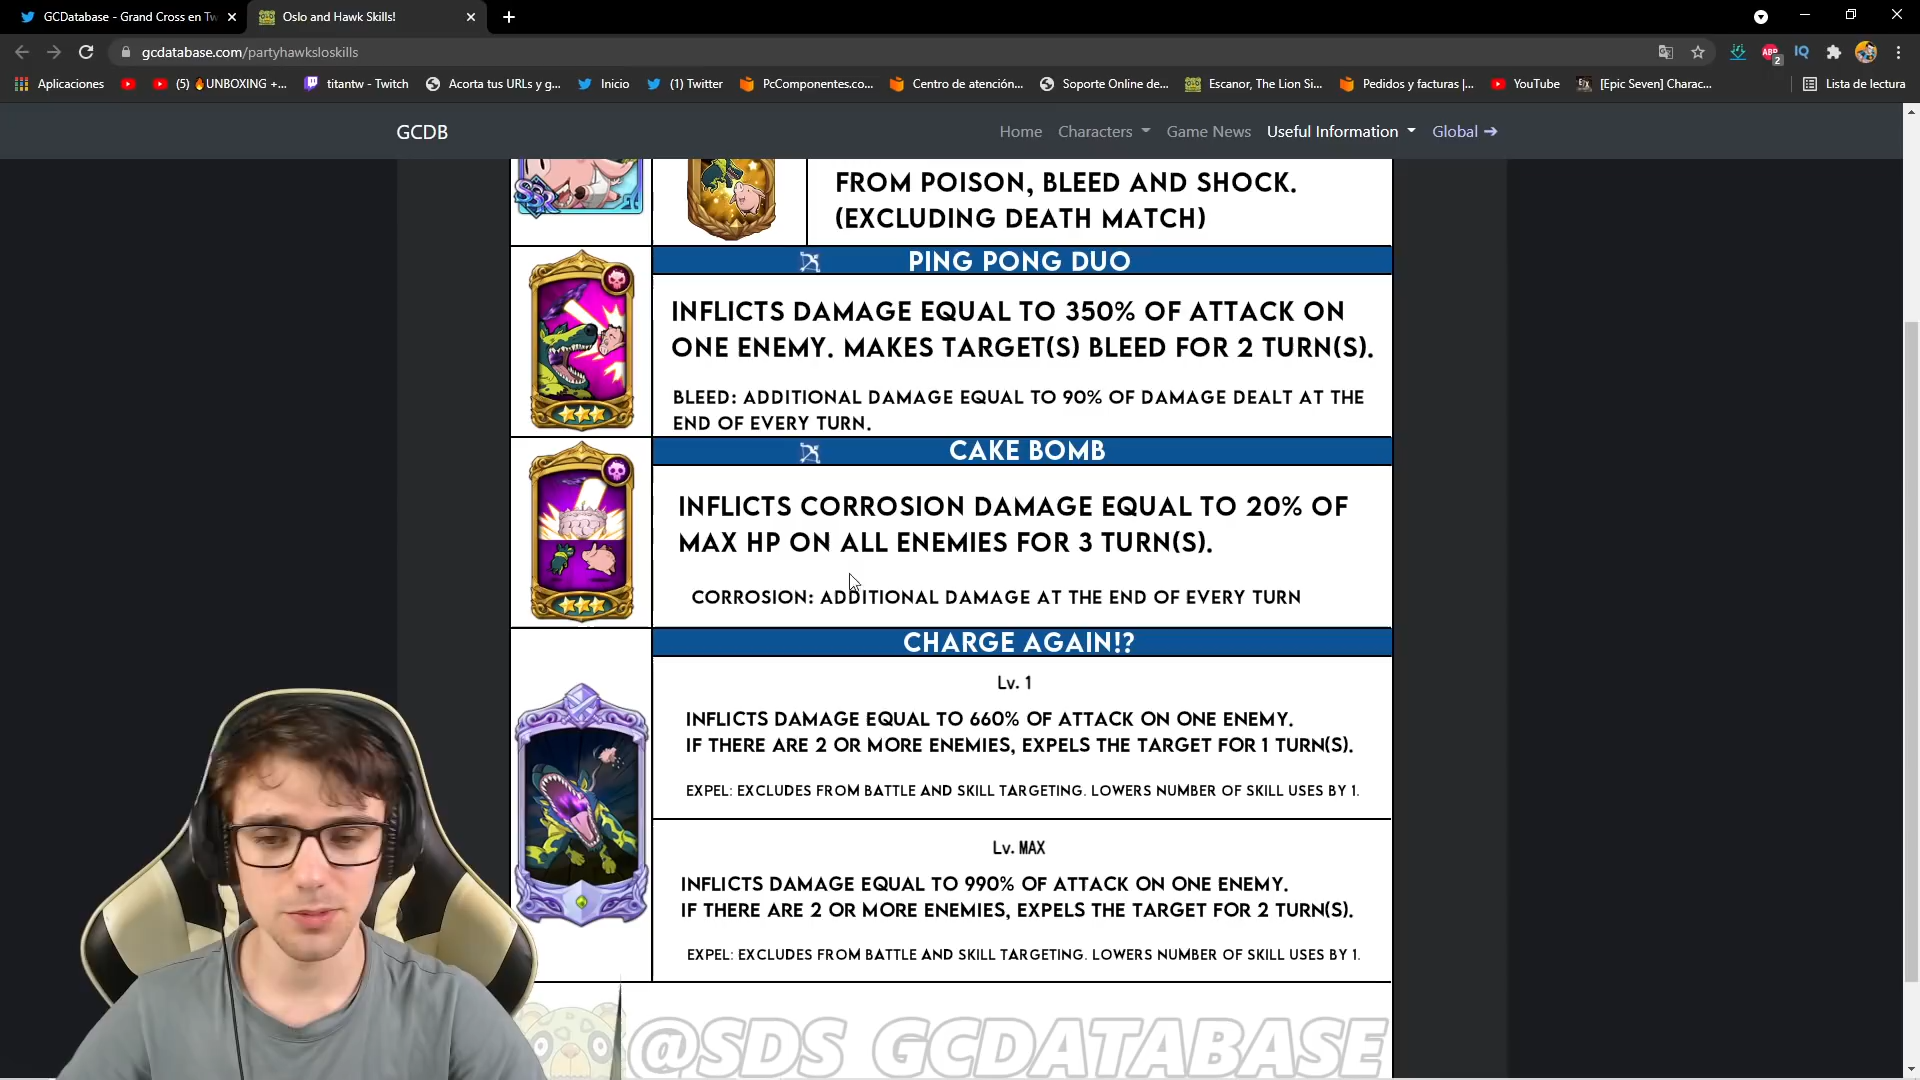 GCDatabase - Grand Cross en Tw
Oslo and Hawk Skills!
gcdatabase.com/partyhawksloskills
ABP
2
IQ
Aplicaciones
(5) 🔥UNBOXING +...
titantw - Twitch
Acorta tus URLs y g...
Inicio
(1) Twitter
PcComponentes.co...
Centro de atención...
Soporte Online de...
Escanor, The Lion Si...
Pedidos y facturas |...
YouTube
[Epic Seven] Charac...
Lista de lectura
GCDB
Home
Characters
Game News
Useful Information
Global ➔
SSR
FROM POISON, BLEED AND SHOCK.
(EXCLUDING DEATH MATCH)
PING PONG DUO
INFLICTS DAMAGE EQUAL TO 350% OF ATTACK ON
ONE ENEMY. MAKES TARGET(S) BLEED FOR 2 TURN(S).
BLEED: ADDITIONAL DAMAGE EQUAL TO 90% OF DAMAGE DEALT AT THE
END OF EVERY TURN.
CAKE BOMB
INFLICTS CORROSION DAMAGE EQUAL TO 20% OF
MAX HP ON ALL ENEMIES FOR 3 TURN(S).
CORROSION: ADDITIONAL DAMAGE AT THE END OF EVERY TURN
CHARGE AGAIN!?
Lv. 1
INFLICTS DAMAGE EQUAL TO 660% OF ATTACK ON ONE ENEMY.
IF THERE ARE 2 OR MORE ENEMIES, EXPELS THE TARGET FOR 1 TURN(S).
EXPEL: EXCLUDES FROM BATTLE AND SKILL TARGETING. LOWERS NUMBER OF SKILL USES BY 1.
Lv. MAX
INFLICTS DAMAGE EQUAL TO 990% OF ATTACK ON ONE ENEMY.
IF THERE ARE 2 OR MORE ENEMIES, EXPELS THE TARGET FOR 2 TURN(S).
EXPEL: EXCLUDES FROM BATTLE AND SKILL TARGETING. LOWERS NUMBER OF SKILL USES BY 1.
@SDS GCDATABASE